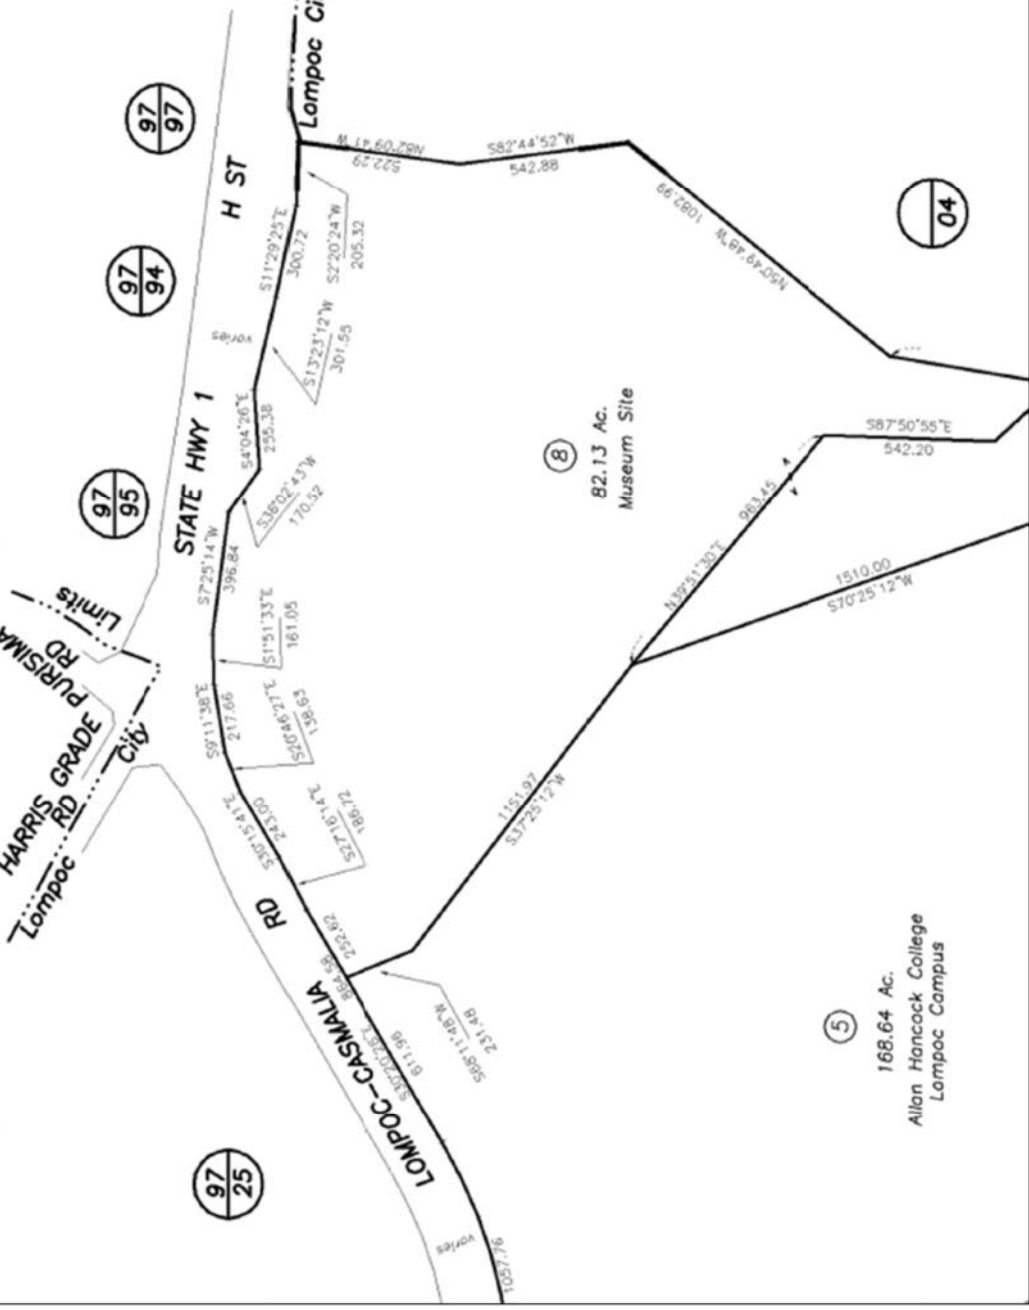 97
97
97
94
97
95
97
25
04
Lompoc Ci
H ST
STATE HWY 1
varies
Limits
PURISIMA
RD
HARRIS GRADE
RD
City
Lompoc
RD
LOMPOC-CASMALIA
varies
N82°09'41"W
522.29
S82°44'52"W
542.88
1082.99
N50°49'48"W
S11°29'25"E
300.72
S2°20'24"W
205.32
S13°23'12"W
301.55
S4°04'26"E
255.38
S36°02'43"W
170.52
S7°25'14"W
396.84
S1°51'33"E
161.05
S9°11'38"E
217.66
S20°46'27"E
138.63
S30°15'41"E
243.00
S27°16'14"E
186.72
252.62
864.58
S30°20'26"E
611.96
S68°11'48"W
231.48
1057.76
8
82.13 Ac.
Museum Site
S87°50'55"E
542.20
963.45
N39°51'30"E
1510.00
S70°25'12"W
1151.97
S37°25'12"W
5
168.64 Ac.
Allan Hancock College
Lompoc Campus